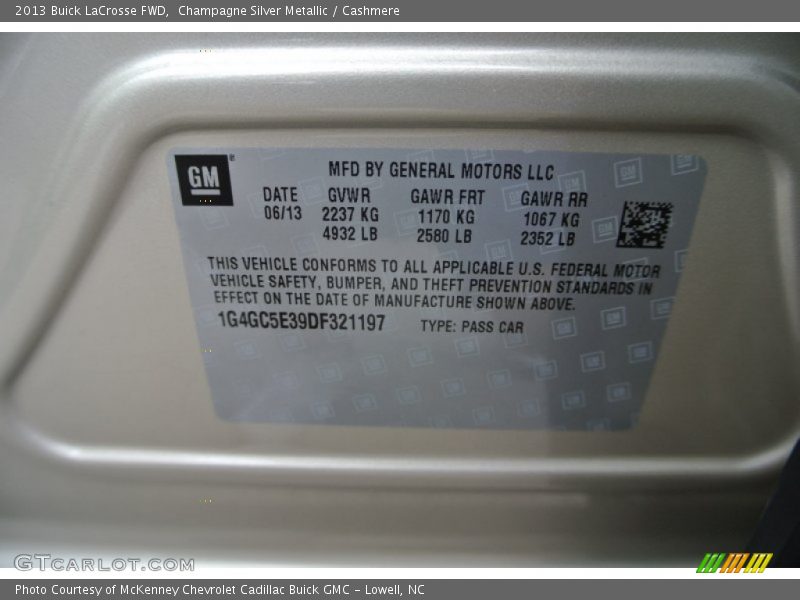 2013 Buick LaCrosse FWD,  Champagne Silver Metallic / Cashmere
GM
MFD BY GENERAL MOTORS LLC
DATE GVWR GAWR FRT GAWR RR
06/13 2237 KG 1170 KG 1067 KG
4932 LB 2580 LB 2352 LB
THIS VEHICLE CONFORMS TO ALL APPLICABLE U.S. FEDERAL MOTOR
VEHICLE SAFETY, BUMPER, AND THEFT PREVENTION STANDARDS IN
EFFECT ON THE DATE OF MANUFACTURE SHOWN ABOVE.
1G4GC5E39DF321197 TYPE: PASS CAR
GTCARLOT.COM
Photo Courtesy of McKenney Chevrolet Cadillac Buick GMC - Lowell, NC